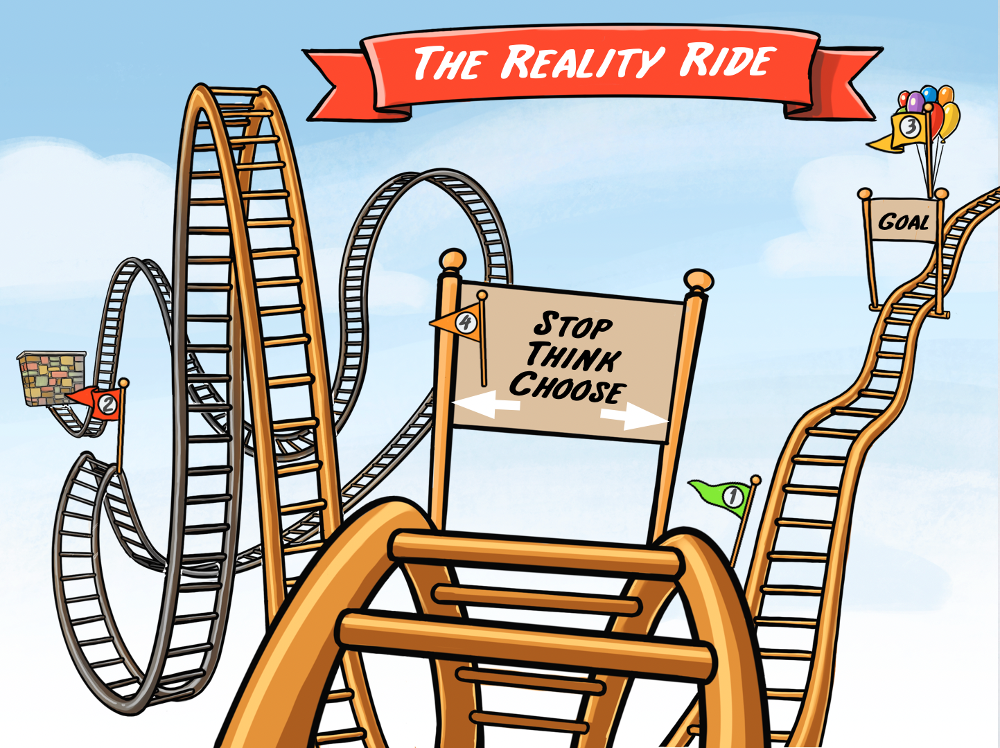 THE REALITY RIDE
3
GOAL
4
STOP
THINK
CHOOSE
2
1